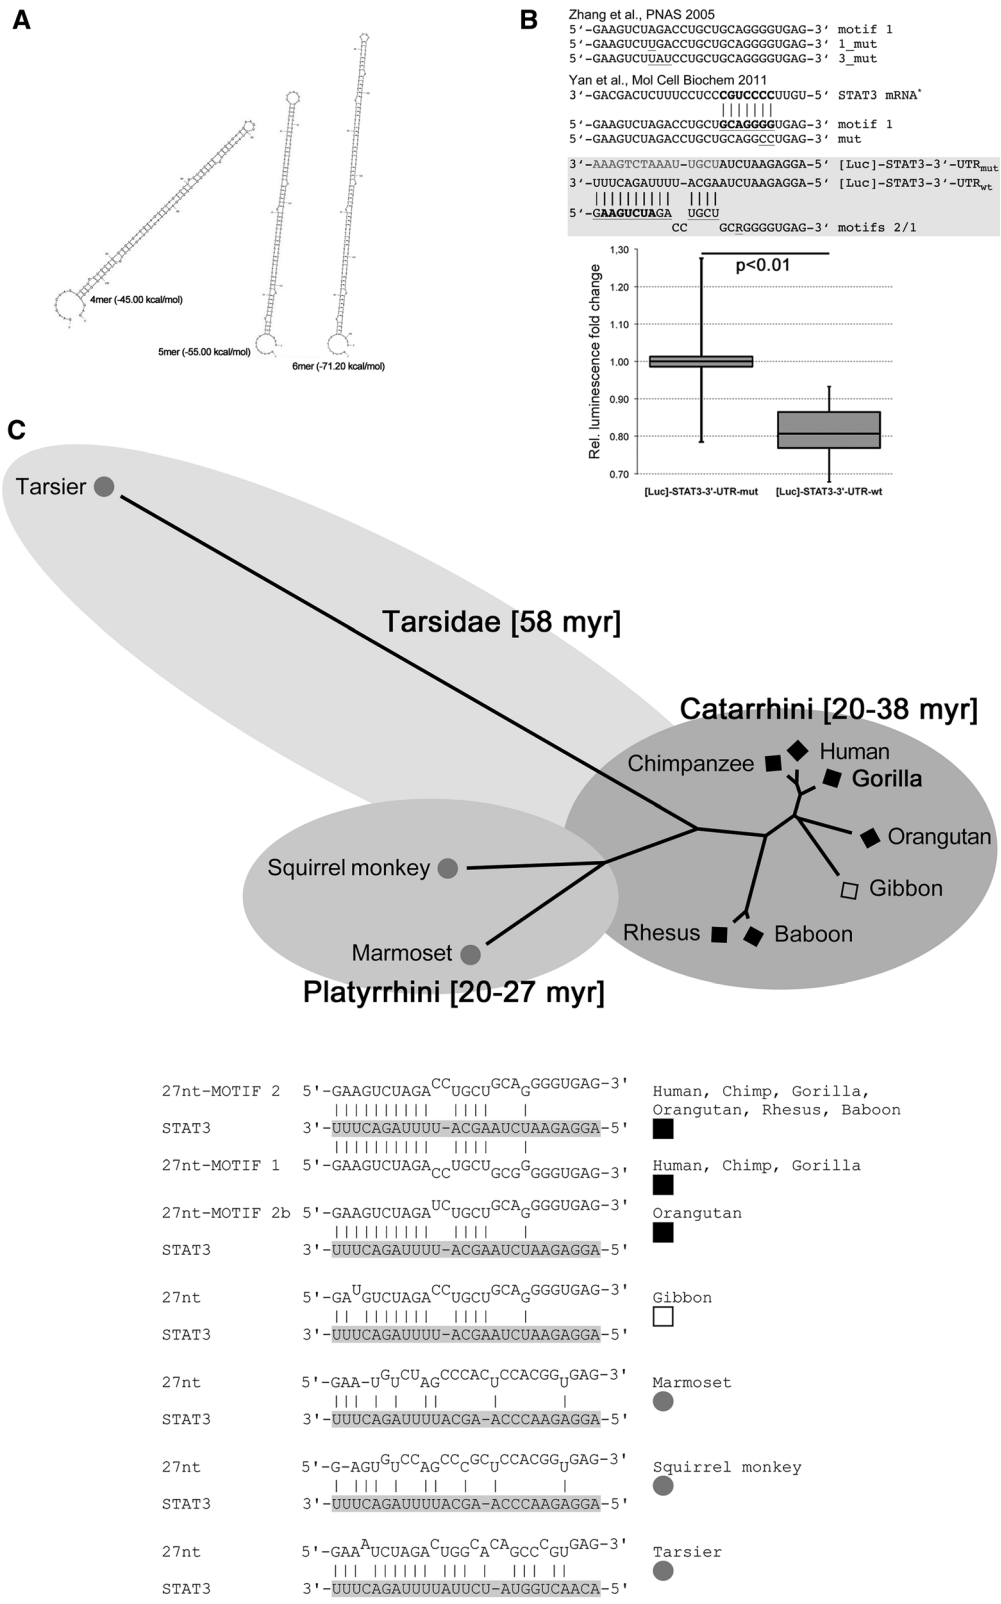 A
4mer (-45.00 kcal/mol)
5mer (-55.00 kcal/mol)
6mer (-71.20 kcal/mol)
B
Zhang et al., PNAS 2005
5‘-GAAGUCUAGACCUGCUGCAGGGGUGAG-3‘ motif 1
5‘-GAAGUCUUGACCUGCUGCAGGGGUGAG-3‘ 1_mut
5‘-GAAGUCUUAUCCUGCUGCAGGGGUGAG-3‘ 3_mut
Yan et al., Mol Cell Biochem 2011
3‘-GACGACUCUUUCCUCCCGUCCCCUUGU-5‘ STAT3 mRNA*
5‘-GAAGUCUAGACCUGCUGCAGGGGUGAG-3‘ motif 1
5‘-GAAGUCUAGACCUGCUGCAGGCCUGAG-3‘ mut
3‘-AAAGTCTAAAU-UGCUAUCUAAGAGGA-5‘ [Luc]-STAT3-3‘-UTRmut
3‘-UUUCAGAUUUU-ACGAAUCUAAGAGGA-5‘ [Luc]-STAT3-3‘-UTRwt
5‘-GAAGUCUAGA UGCU
CC GCRGGGGUGAG-3‘ motifs 2/1
1,30
1.20
1.10
1.00
0.90
0.80
0.70
Rel. luminescence fold change
p<0.01
[Luc]-STAT3-3'-UTR-mut [Luc]-STAT3-3'-UTR-wt
C
Tarsier
Tarsidae [58 myr]
Catarrhini [20-38 myr]
Chimpanzee
Human
Gorilla
Orangutan
Gibbon
Rhesus
Baboon
Squirrel monkey
Marmoset
Platyrrhini [20-27 myr]
27nt-MOTIF 2 5'-GAAGUCUAGACCUGCUGCAGGGGUGAG-3' Human, Chimp, Gorilla,
Orangutan, Rhesus, Baboon
STAT3 3'-UUUCAGAUUUU-ACGAAUCUAAGAGGA-5'
27nt-MOTIF 1 5'-GAAGUCUAGACCUGCUGCGGGGGUGAG-3' Human, Chimp, Gorilla
27nt-MOTIF 2b 5'-GAAGUCUAGAUCUGCUGCAGGGGUGAG-3' Orangutan
STAT3 3'-UUUCAGAUUUU-ACGAAUCUAAGAGGA-5'
27nt 5'-GAUGUCUAGACCUGCUGCAGGGGUGAG-3' Gibbon
STAT3 3'-UUUCAGAUUUU-ACGAAUCUAAGAGGA-5'
27nt 5'-GAA-UGUCUAGCCCACUCCACGGUGAG-3' Marmoset
STAT3 3'-UUUCAGAUUUUACGA-ACCCAAGAGGA-5'
27nt 5'-G-AGUGUCCAGCCCGCUCCACGGUGAG-3' Squirrel monkey
STAT3 3'-UUUCAGAUUUUACGA-ACCCAAGAGGA-5'
27nt 5'-GAAAUCUAGACUGGCACAGCCCGUGAG-3' Tarsier
STAT3 3'-UUUCAGAUUUUAUUCU-AUGGUCAACA-5'